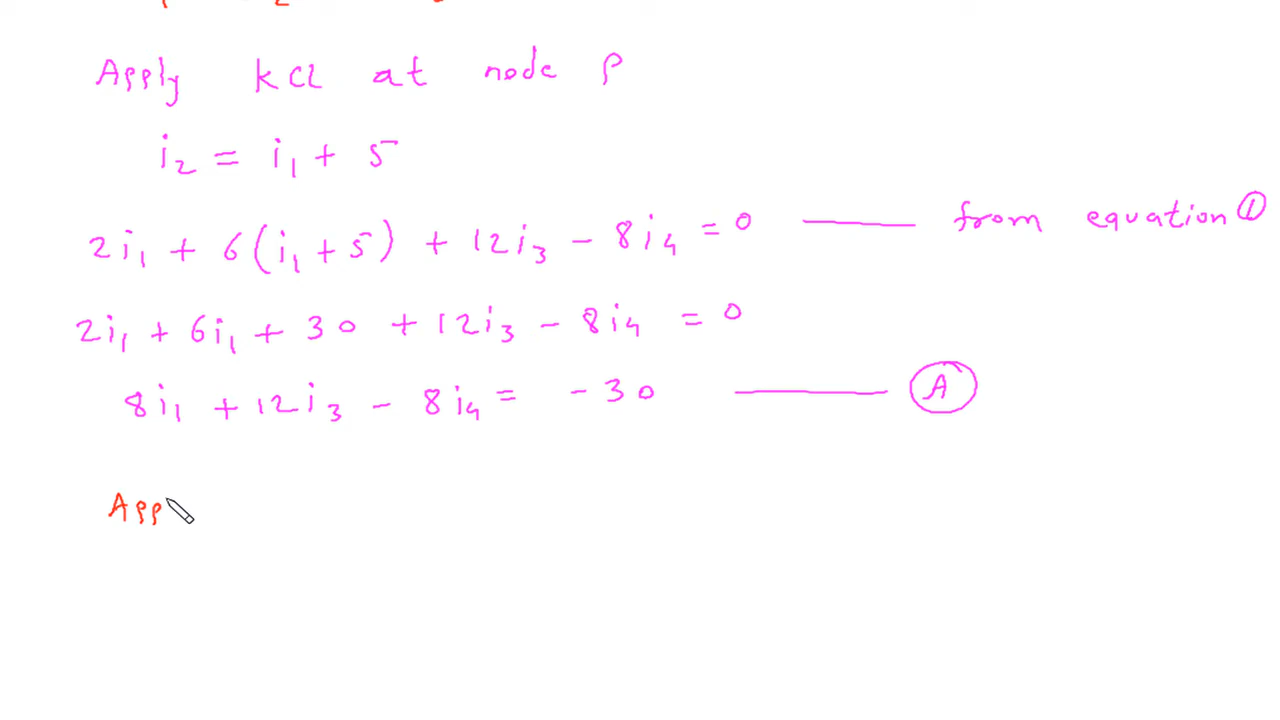 Apply kCL at node P
i₂ = i₁ + 5
2i₁ + 6(i₁ + 5) + 12i₃ - 8i₄ = 0 —— from equation ①
2i₁ + 6i₁ + 30 + 12i₃ - 8i₄ = 0
8i₁ + 12i₃ - 8i₄ = -30 —— Ⓐ
App